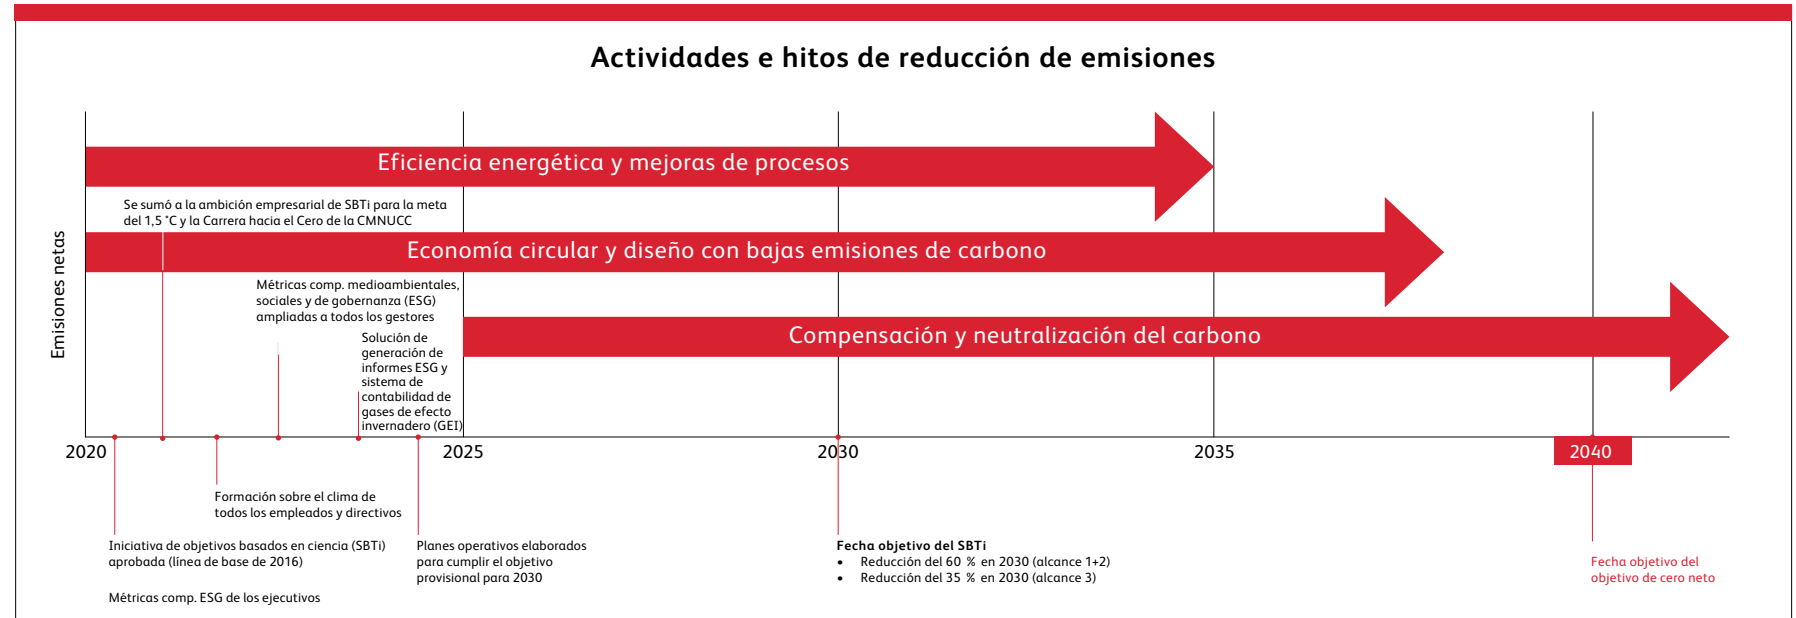 Actividades e hitos de reducción de emisiones
Eficiencia energética y mejoras de procesos
Se sumó a la ambición empresarial de SBTi para la meta
del 1,5 ˚C y la Carrera hacia el Cero de la CMNUCC
Economía circular y diseño con bajas emisiones de carbono
Emisiones netas
Métricas comp. medioambientales,
sociales y de gobernanza (ESG)
ampliadas a todos los gestores
Compensación y neutralización del carbono
Solución de
generación de
informes ESG y
sistema de
contabilidad de
gases de efecto
invernadero (GEI)
2020
2025
2030
2035
2040
Formación sobre el clima de
todos los empleados y directivos
Iniciativa de objetivos basados en ciencia (SBTi)
aprobada (línea de base de 2016)
Métricas comp. ESG de los ejecutivos
Planes operativos elaborados
para cumplir el objetivo
provisional para 2030
Fecha objetivo del SBTi
• Reducción del 60 % en 2030 (alcance 1+2)
• Reducción del 35 % en 2030 (alcance 3)
Fecha objetivo del
objetivo de cero neto